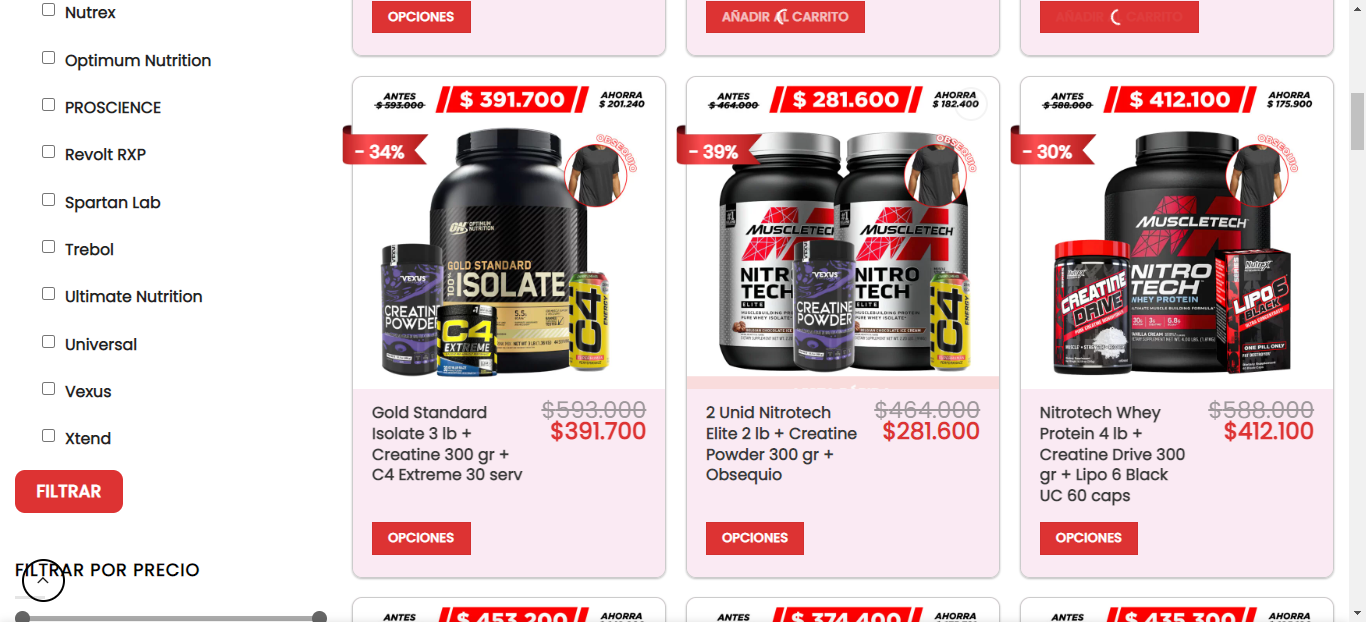 Nutrex
Optimum Nutrition
PROSCIENCE
Revolt RXP
Spartan Lab
Trebol
Ultimate Nutrition
Universal
Vexus
Xtend
FILTRAR
FILTRAR POR PRECIO
OPCIONES
AÑADIR AL CARRITO
AÑADIR AL CARRITO
ANTES
$ 593.000
$ 391.700
AHORRA
$ 201.240
- 34%
OBSEQUIO
ON OPTIMUM
NUTRITION
GOLD STANDARD
100% ISOLATE
VEXUS
CREATINE
POWDER
C4
EXTREME
C4
ENERGY
Gold Standard
Isolate 3 lb +
Creatine 300 gr +
C4 Extreme 30 serv
$593.000
$391.700
OPCIONES
ANTES
$ 464.000
$ 281.600
AHORRA
$ 182.400
- 39%
OBSEQUIO
MUSCLETECH
NITRO
TECH
ELITE
MUSCLETECH
NITRO
TECH
ELITE
VEXUS
CREATINE
POWDER
C4
ENERGY
2 Unid Nitrotech
Elite 2 lb + Creatine
Powder 300 gr +
Obsequio
$464.000
$281.600
OPCIONES
ANTES
$ 588.000
$ 412.100
AHORRA
$ 175.900
- 30%
OBSEQUIO
MUSCLETECH
NITRO
TECH
WHEY PROTEIN
Nutrex
CREATINE
DRIVE
Nutrex
LIPO 6
BLACK
ULTRA CONCENTRATE
ONE PILL ONLY
Nitrotech Whey
Protein 4 lb +
Creatine Drive 300
gr + Lipo 6 Black
UC 60 caps
$588.000
$412.100
OPCIONES
ANTES
$ 453.200
AHORRA
ANTES
$ 374.400
AHORRA
ANTES
$ 435.300
AHORRA